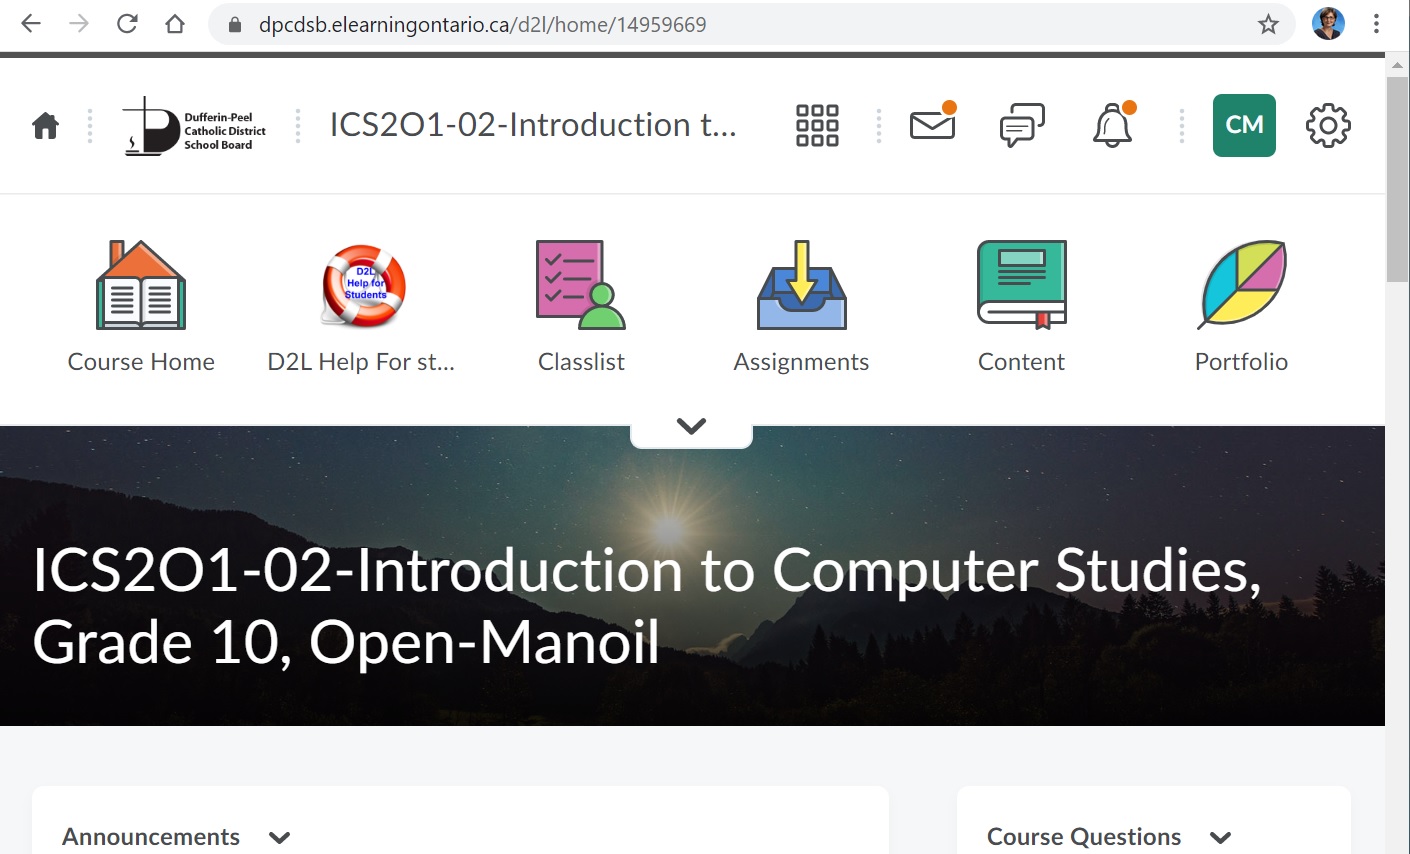 dpcdsb.elearningontario.ca/d2l/home/14959669
Dufferin-Peel
Catholic District
School Board
ICS2O1-02-Introduction t...
CM
D2L
Help for
Students
Course Home
D2L Help For st...
Classlist
Assignments
Content
Portfolio
ICS2O1-02-Introduction to Computer Studies,
Grade 10, Open-Manoil
Announcements
Course Questions